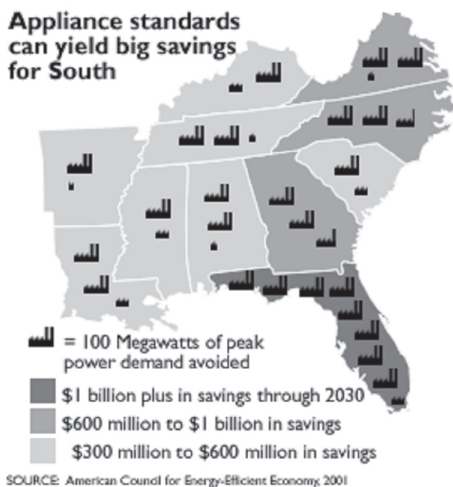 Appliance standards
can yield big savings
for South
= 100 Megawatts of peak
power demand avoided
$1 billion plus in savings through 2030
$600 million to $1 billion in savings
$300 million to $600 million in savings
SOURCE: American Council for Energy-Efficient Economy, 2001